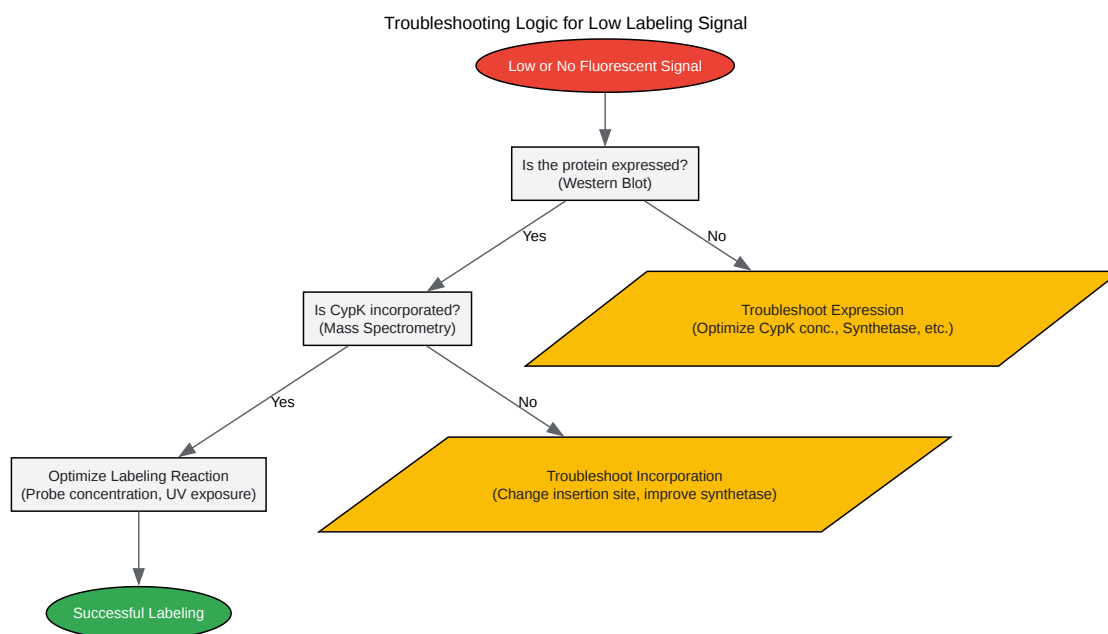 Troubleshooting Logic for Low Labeling Signal
Low or No Fluorescent Signal
Is the protein expressed?
(Western Blot)
Yes
No
Is CypK incorporated?
(Mass Spectrometry)
Troubleshoot Expression
(Optimize CypK conc., Synthetase, etc.)
Yes
No
Optimize Labeling Reaction
(Probe concentration, UV exposure)
Troubleshoot Incorporation
(Change insertion site, improve synthetase)
Successful Labeling